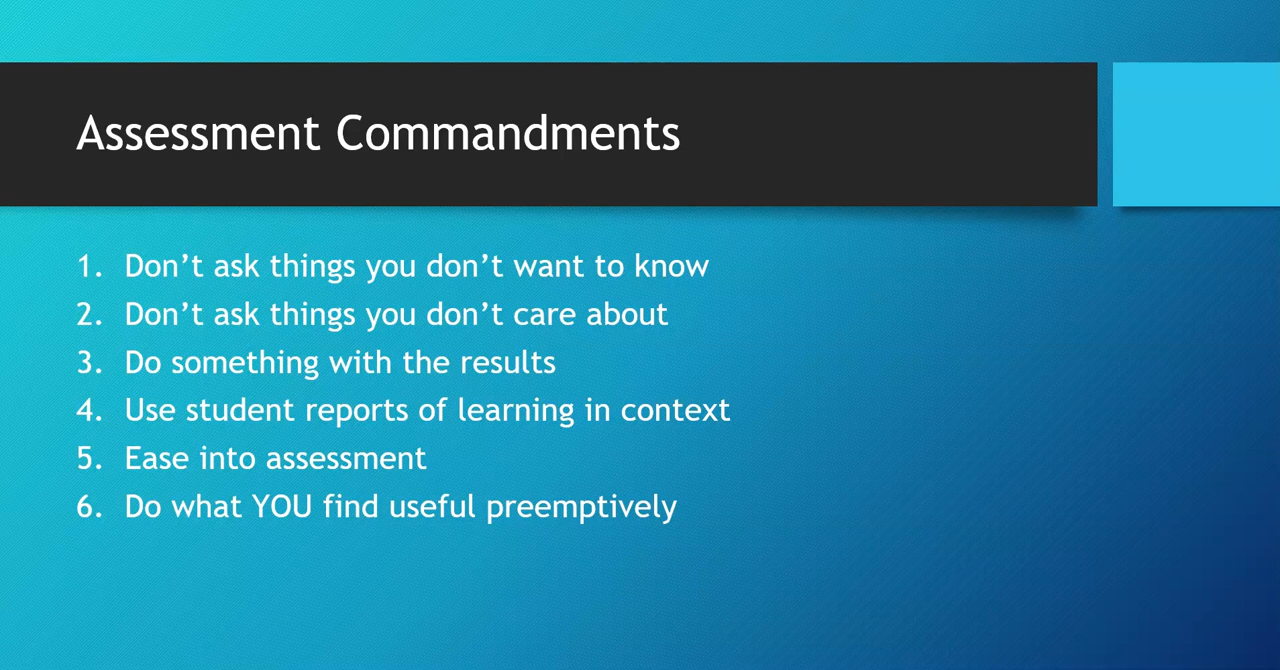 Assessment Commandments
1. Don’t ask things you don’t want to know
2. Don’t ask things you don’t care about
3. Do something with the results
4. Use student reports of learning in context
5. Ease into assessment
6. Do what YOU find useful preemptively